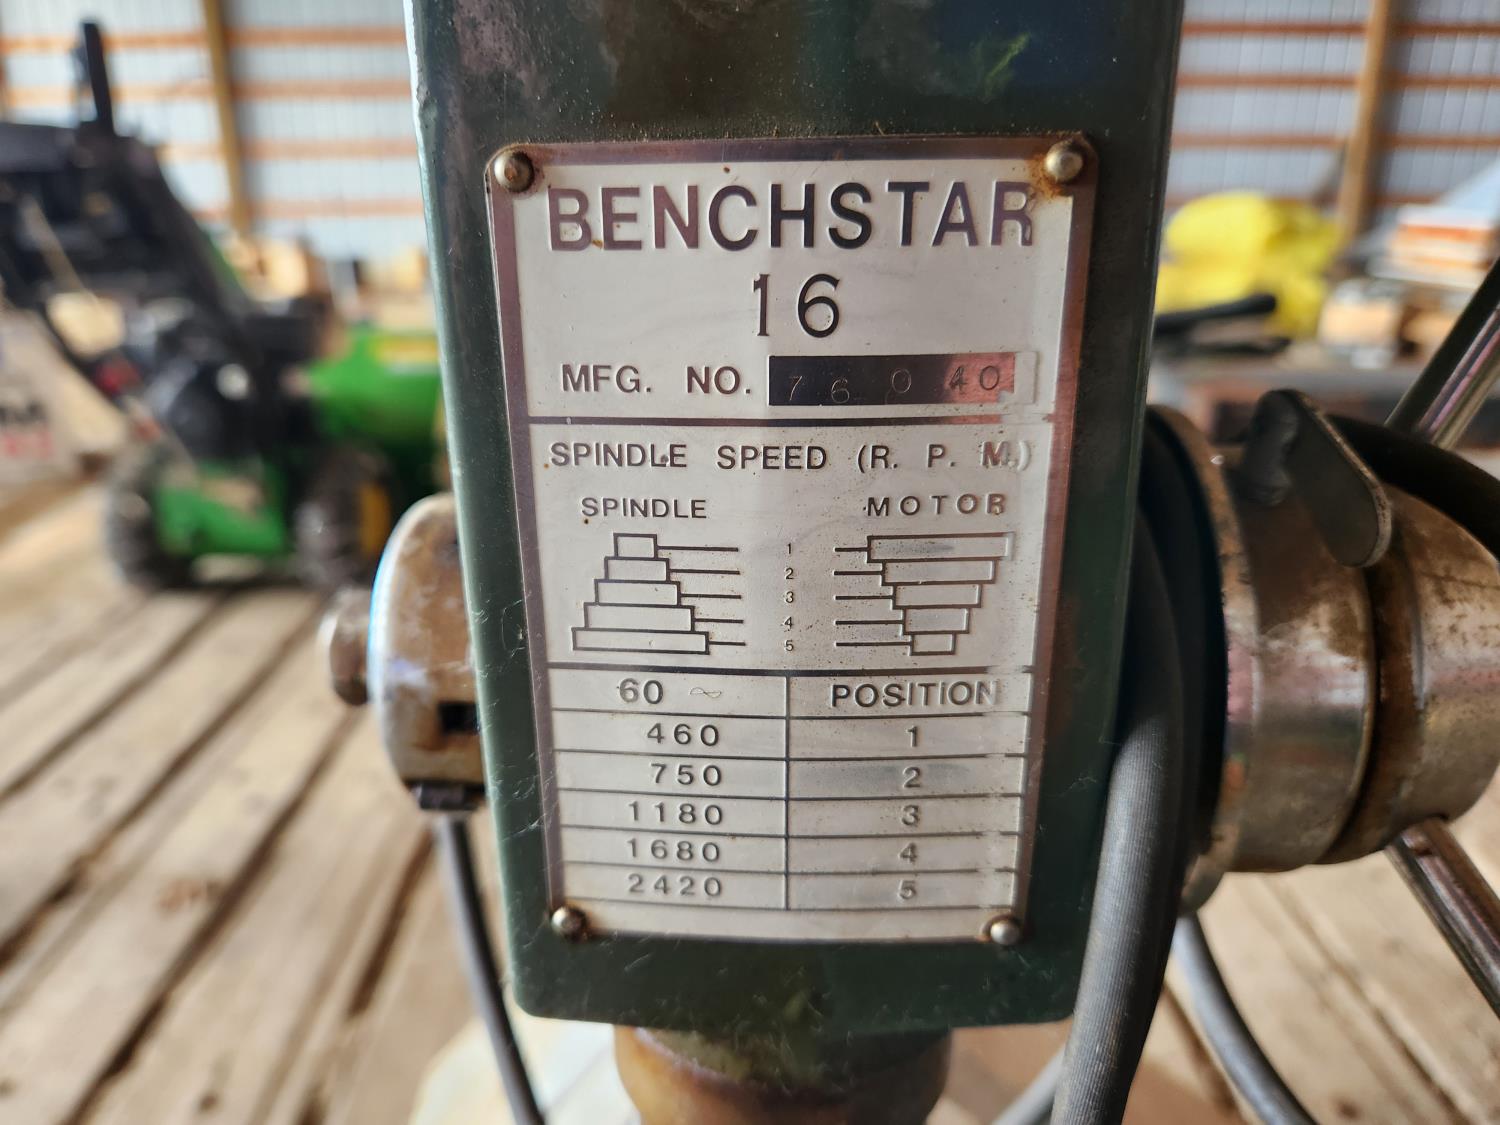 BENCHSTAR
16
MFG. NO. 76040
SPINDLE SPEED (R. P. M.)
SPINDLE MOTOR
1
2
3
4
5
60 ~ POSITION
460 1
750 2
1180 3
1680 4
2420 5